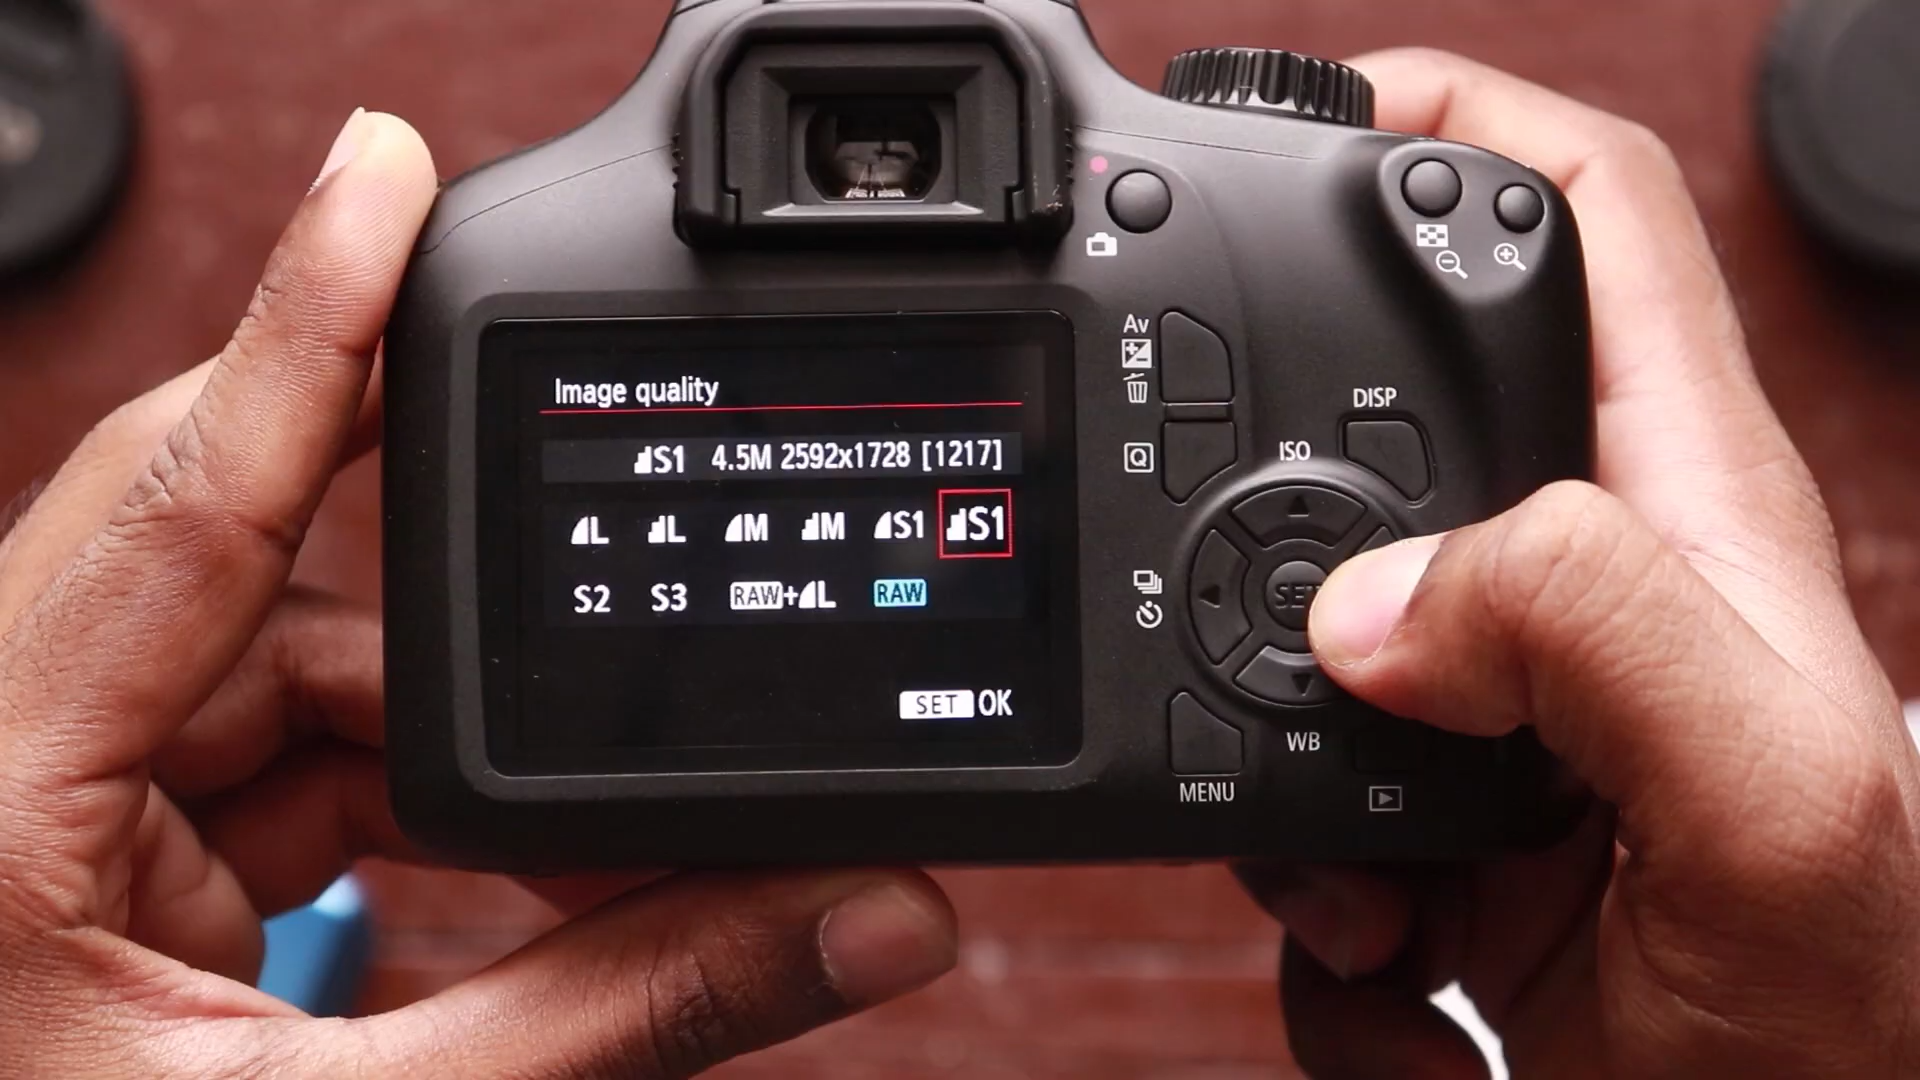 Image quality
S1 4.5M 2592x1728 [1217]
L L M M S1 S1
S2 S3 RAW+L RAW
SET OK
Av
Q
DISP
ISO
SET
WB
MENU